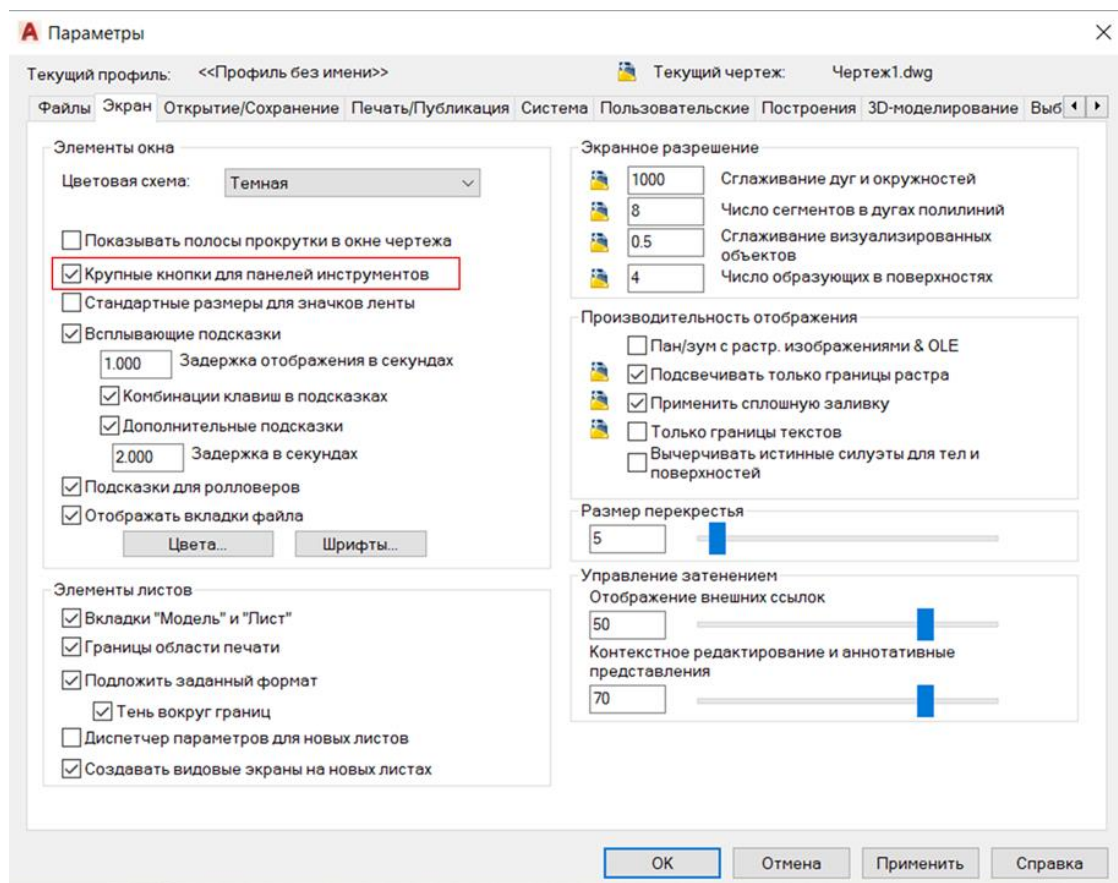 A Параметры
Текущий профиль: <<Профиль без имени>> Текущий чертеж: Чертеж1.dwg
Файлы Экран Открытие/Сохранение Печать/Публикация Система Пользовательские Построения 3D-моделирование Выб
Элементы окна
Цветовая схема: Темная
Показывать полосы прокрутки в окне чертежа
Крупные кнопки для панелей инструментов
Стандартные размеры для значков ленты
Всплывающие подсказки
1.000 Задержка отображения в секундах
Комбинации клавиш в подсказках
Дополнительные подсказки
2.000 Задержка в секундах
Подсказки для ролловеров
Отображать вкладки файла
Цвета... Шрифты...
Элементы листов
Вкладки "Модель" и "Лист"
Границы области печати
Подложить заданный формат
Тень вокруг границ
Диспетчер параметров для новых листов
Создавать видовые экраны на новых листах
Экранное разрешение
1000 Сглаживание дуг и окружностей
8 Число сегментов в дугах полилиний
0.5 Сглаживание визуализированных
объектов
4 Число образующих в поверхностях
Производительность отображения
Пан/зум с растр. изображениями & OLE
Подсвечивать только границы растра
Применить сплошную заливку
Только границы текстов
Вычерчивать истинные силуэты для тел и
поверхностей
Размер перекрестья
5
Управление затенением
Отображение внешних ссылок
50
Контекстное редактирование и аннотативные
представления
70
OK Отмена Применить Справка